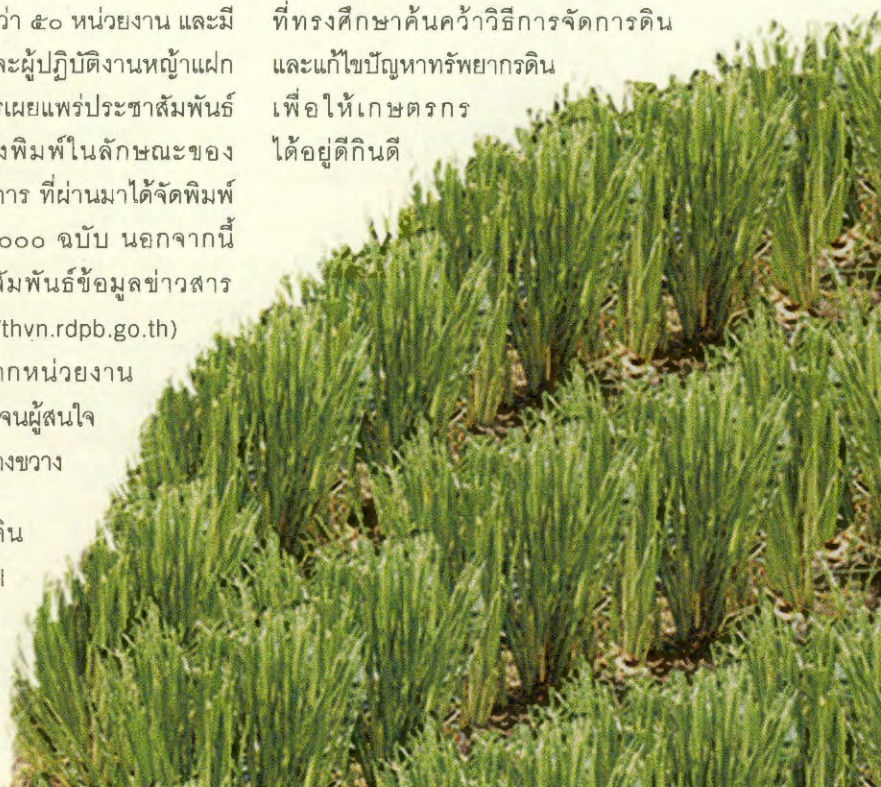 ว่า ๕๐ หน่วยงาน และมี
ละผู้ปฏิบัติงานหญ้าแฝก
รเผยแพร่ประชาสัมพันธ์
งพิมพ์ในลักษณะของ
การ ที่ผ่านมาได้จัดพิมพ์
๐๐๐ ฉบับ นอกจากนี้
สัมพันธ์ข้อมูลข่าวสาร
/thvn.rdpb.go.th)
ากหน่วยงาน
จนผู้สนใจ
างขวาง
ดิน
ที่ทรงศึกษาค้นคว้าวิธีการจัดการดิน
และแก้ไขปัญหาทรัพยากรดิน
เพื่อให้เกษตรกร
ได้อยู่ดีกินดี